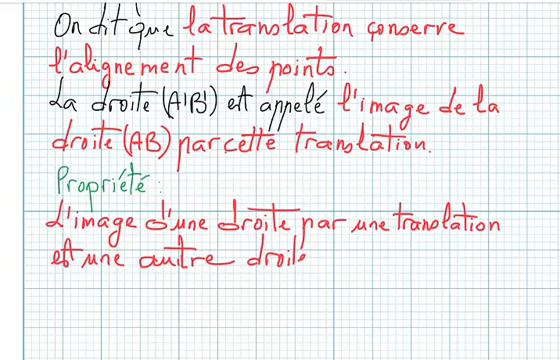 On dit que la translation conserve
l'alignement des points.
La droite (A'B') est appelé l'image de la
droite (AB) par cette translation.
Propriété :
L'image d'une droite par une translation
est une autre droite